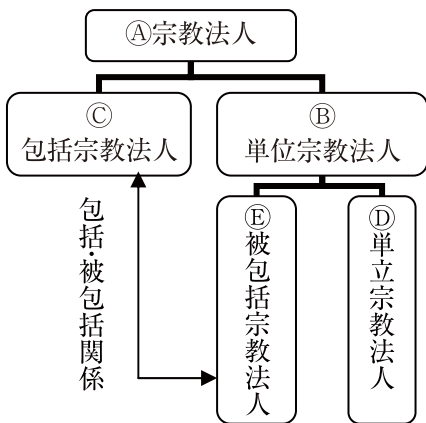 Ⓐ宗教法人
Ⓒ
包括宗教法人
Ⓑ
単位宗教法人
包括・被包括関係
Ⓔ被包括宗教法人
Ⓓ単立宗教法人